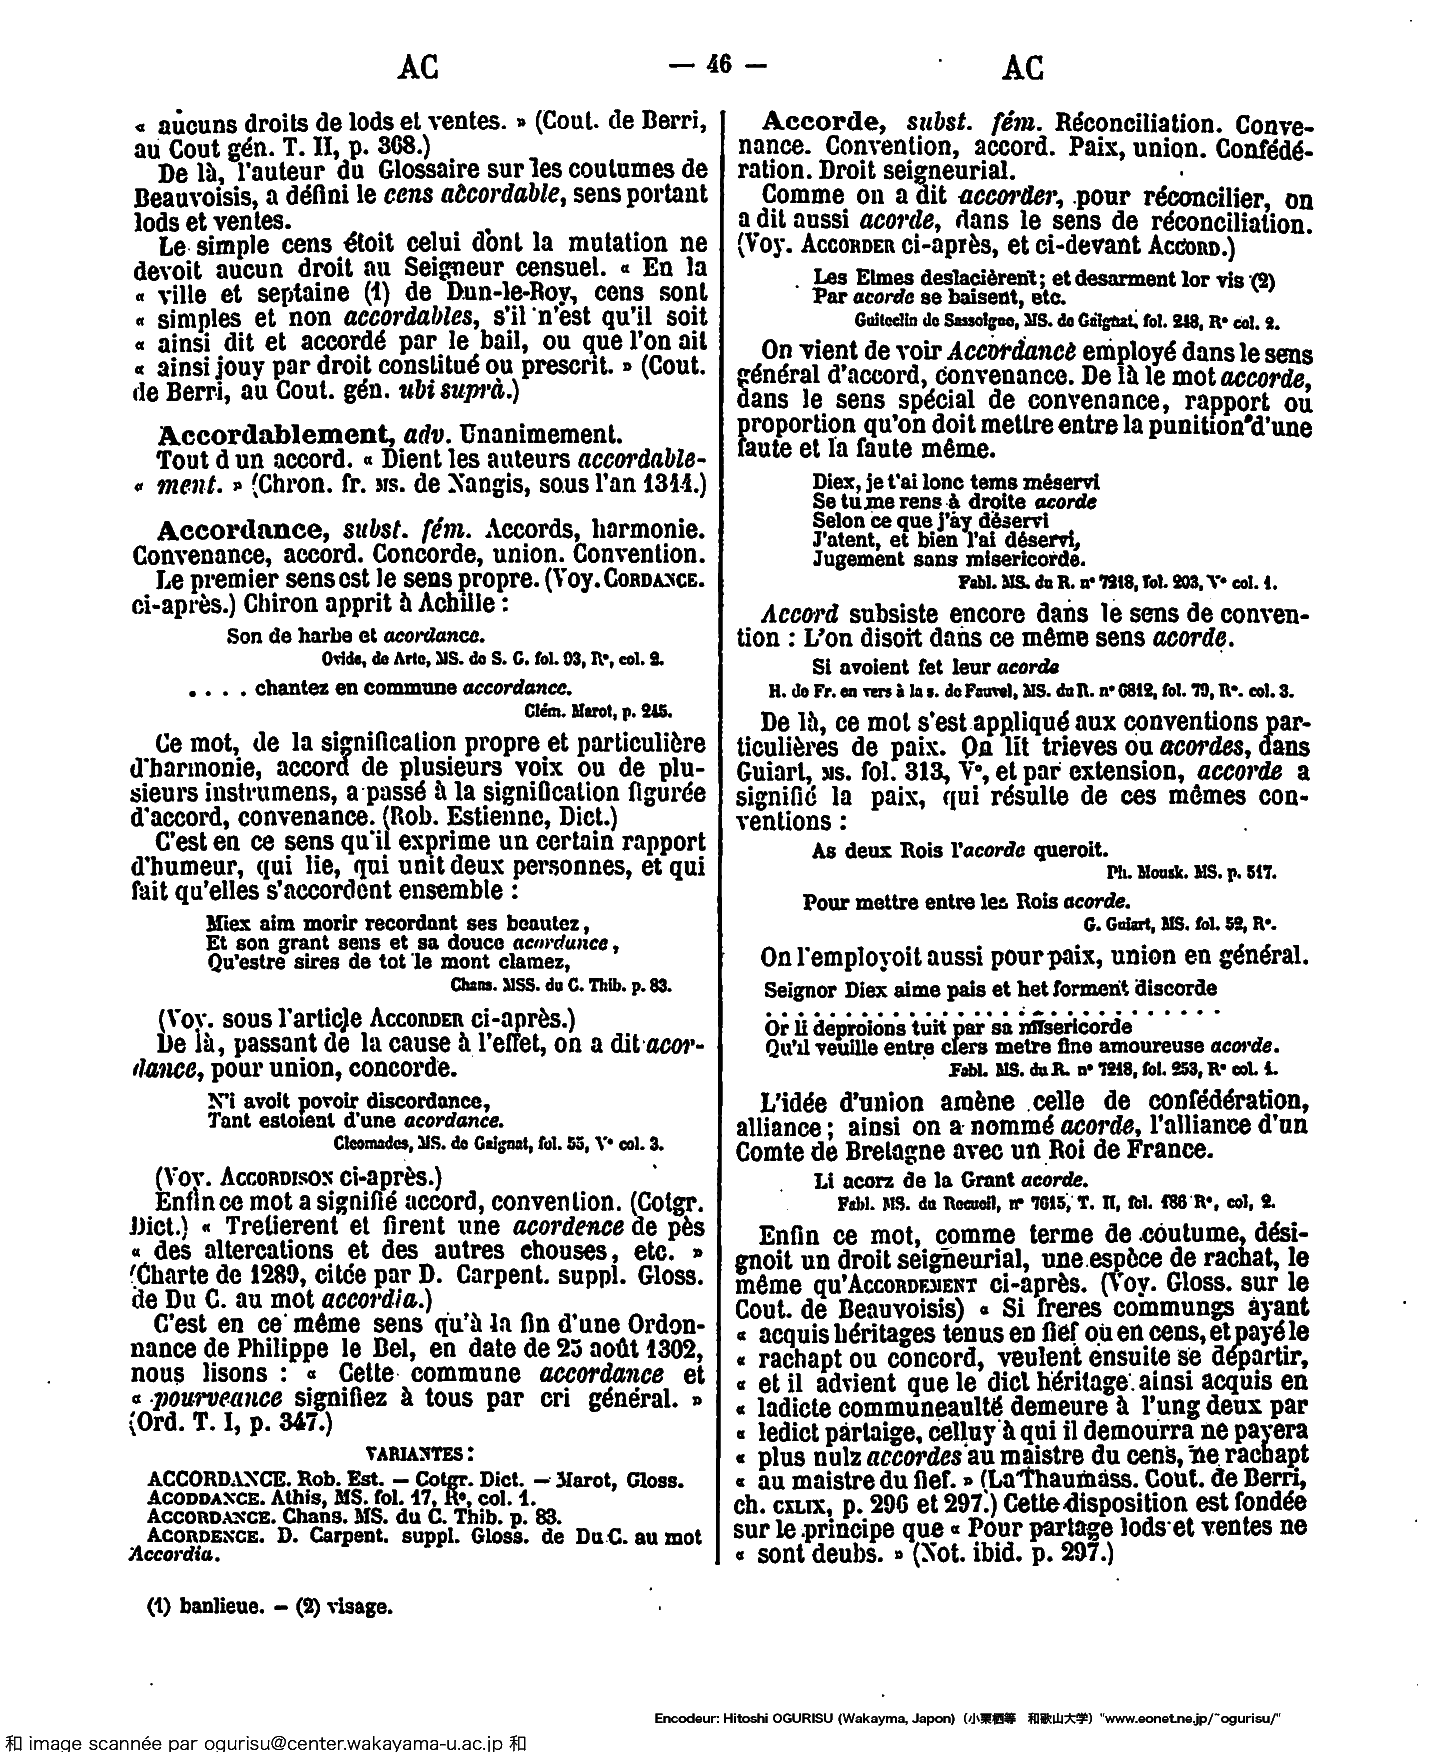 AC — 46 — AC
« aucuns droits de lods et ventes. » (Cout. de Berri,
au Cout gén. T. II, p. 368.)
De là, l'auteur du Glossaire sur les coutumes de
Beauvoisis, a défini le cens accordable, sens portant
lods et ventes.
Le simple cens étoit celui dont la mutation ne
devoit aucun droit au Seigneur censuel. « En la
« ville et septaine (1) de Dun-le-Roy, cens sont
« simples et non accordables, s'il n'est qu'il soit
« ainsi dit et accordé par le bail, ou que l'on ait
« ainsi jouy par droit constitué ou prescrit. » (Cout.
de Berri, au Cout. gén. ubi suprà.)
Accordablement, adv. Unanimement.
Tout d un accord. « Dient les auteurs accordable-
« ment. » (Chron. fr. MS. de Nangis, sous l'an 1344.)
Accordance, subst. fém. Accords, harmonie.
Convenance, accord. Concorde, union. Convention.
Le premier sens est le sens propre. (Voy. CORDANCE.
ci-après.) Chiron apprit à Achille :
Son de harbe et acordance.
Ovide, de Arte, MS. de S. G. fol. 93, R°, col. 2.
. . . . chantez en commune accordance.
Clém. Marot, p. 245.
Ce mot, de la signification propre et particulière
d'harmonie, accord de plusieurs voix ou de plu-
sieurs instrumens, a passé à la signification figurée
d'accord, convenance. (Rob. Estienne, Dict.)
C'est en ce sens qu'il exprime un certain rapport
d'humeur, qui lie, qui unit deux personnes, et qui
fait qu'elles s'accordent ensemble :
Miex aim morir recordant ses beautez,
Et son grant sens et sa douce acordance,
Qu'estre sires de tot le mont clamez,
Chans. MSS. du C. Thib. p. 83.
(Voy. sous l'article ACCORDER ci-après.)
De là, passant de la cause à l'effet, on a dit acor-
dance, pour union, concorde.
N'i avoit povoir discordance,
Tant estoient d'une acordance.
Cleomades, MS. de Gaignat, fol. 55, V° col. 3.
(Voy. ACCORDISON ci-après.)
Enfin ce mot a signifié accord, convention. (Cotgr.
Dict.) « Tretierent et firent une acordence de pès
« des altercations et des autres chouses, etc. »
(Charte de 1289, citée par D. Carpent. suppl. Gloss.
de Du C. au mot accordia.)
C'est en ce même sens qu'à la fin d'une Ordon-
nance de Philippe le Bel, en date de 23 août 1302,
nous lisons : « Cette commune accordance et
« pourveance signifiez à tous par cri général. »
(Ord. T. I, p. 347.)
VARIANTES :
ACCORDANCE. Rob. Est. — Cotgr. Dict. — Marot, Gloss.
ACODDANCE. Athis, MS. fol. 17, R°, col. 1.
ACCORDANCE. Chans. MS. du C. Thib. p. 83.
ACORDENCE. D. Carpent. suppl. Gloss. de Du C. au mot
Accordia.
Accorde, subst. fém. Réconciliation. Conve-
nance. Convention, accord. Paix, union. Confédé-
ration. Droit seigneurial.
Comme on a dit accorder, pour réconcilier, on
a dit aussi acorde, dans le sens de réconciliation.
(Voy. ACCORDER ci-après, et ci-devant ACCORD.)
Les Elmes deslacièrent; et desarment lor vis (2)
Par acorde se baisent, etc.
Guiteclin de Sassoigne, MS. de Gaignat, fol. 248, R° col. 2.
On vient de voir Accordance employé dans le sens
général d'accord, convenance. De là le mot accorde,
dans le sens spécial de convenance, rapport ou
proportion qu'on doit mettre entre la punition d'une
faute et la faute même.
Diex, je t'ai lonc tems méservi
Se tu me rens à droite acorde
Selon ce que j'ay déservi
J'atent, et bien l'ai déservi,
Jugement sans misericorde.
Fabl. MS. du R. n° 7218, fol. 203, V° col. 1.
Accord subsiste encore dans le sens de conven-
tion : L'on disoit dans ce même sens acorde.
Si avoient fet leur acorde
H. de Fr. en vers à la s. de Fauvel, MS. du R. n° 6812, fol. 79, R°. col. 3.
De là, ce mot s'est appliqué aux conventions par-
ticulières de paix. On lit trieves ou acordes, dans
Guiart, MS. fol. 313, V°, et par extension, accorde a
signifié la paix, qui résulte de ces mêmes con-
ventions :
As deux Rois l'acorde queroit.
Ph. Mousk. MS. p. 517.
Pour mettre entre les Rois acorde.
G. Guiart, MS. fol. 52, R°.
On l'employoit aussi pour paix, union en général.
Seignor Diex aime pais et het forment discorde
. . . . . . . . . . . . . . . . . . . . . . . . . . . .
Or li deproions tuit par sa misericorde
Qu'il veuille entre clers metre fine amoureuse acorde.
Fabl. MS. du R. n° 7218, fol. 253, R° col. 1.
L'idée d'union amène celle de confédération,
alliance; ainsi on a nommé acorde, l'alliance d'un
Comte de Bretagne avec un Roi de France.
Li acorz de la Grant acorde.
Fabl. MS. du Recueil, n° 7615, T. II, fol. 186 R°, col, 2.
Enfin ce mot, comme terme de coutume, dési-
gnoit un droit seigneurial, une espèce de rachat, le
même qu'ACCORDEMENT ci-après. (Voy. Gloss. sur le
Cout. de Beauvoisis) « Si freres commungs ayant
« acquis héritages tenus en fief ou en cens, et payé le
« rachapt ou concord, veulent ensuite se départir,
« et il advient que le dict héritage ainsi acquis en
« ladicte communeaulté demeure à l'ung deux par
« ledict partaige, celluy à qui il demourra ne payera
« plus nulz accordes au maistre du cens, ne rachapt
« au maistre du fief. » (La Thaumass. Cout. de Berri,
ch. CXLIX, p. 296 et 297.) Cette disposition est fondée
sur le principe que « Pour partage lods et ventes ne
« sont deubs. » (Not. ibid. p. 297.)
(1) banlieue. — (2) visage.
Encodeur: Hitoshi OGURISU (Wakayma, Japon) (小栗栖等 和歌山大学) "www.eonet.ne.jp/~ogurisu/"
和 image scannée par ogurisu@center.wakayama-u.ac.jp 和